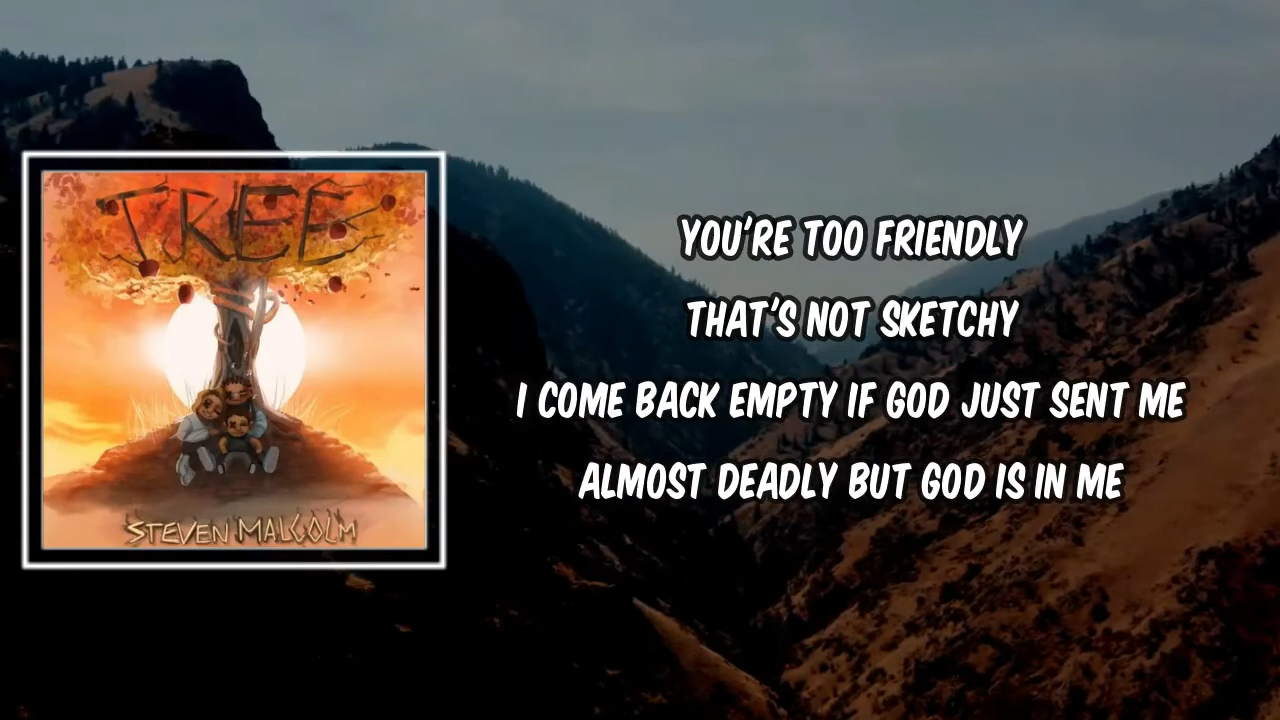 TREE
STEVEN MALCOLM
YOU'RE TOO FRIENDLY
THAT'S NOT SKETCHY
I COME BACK EMPTY IF GOD JUST SENT ME
ALMOST DEADLY BUT GOD IS IN ME